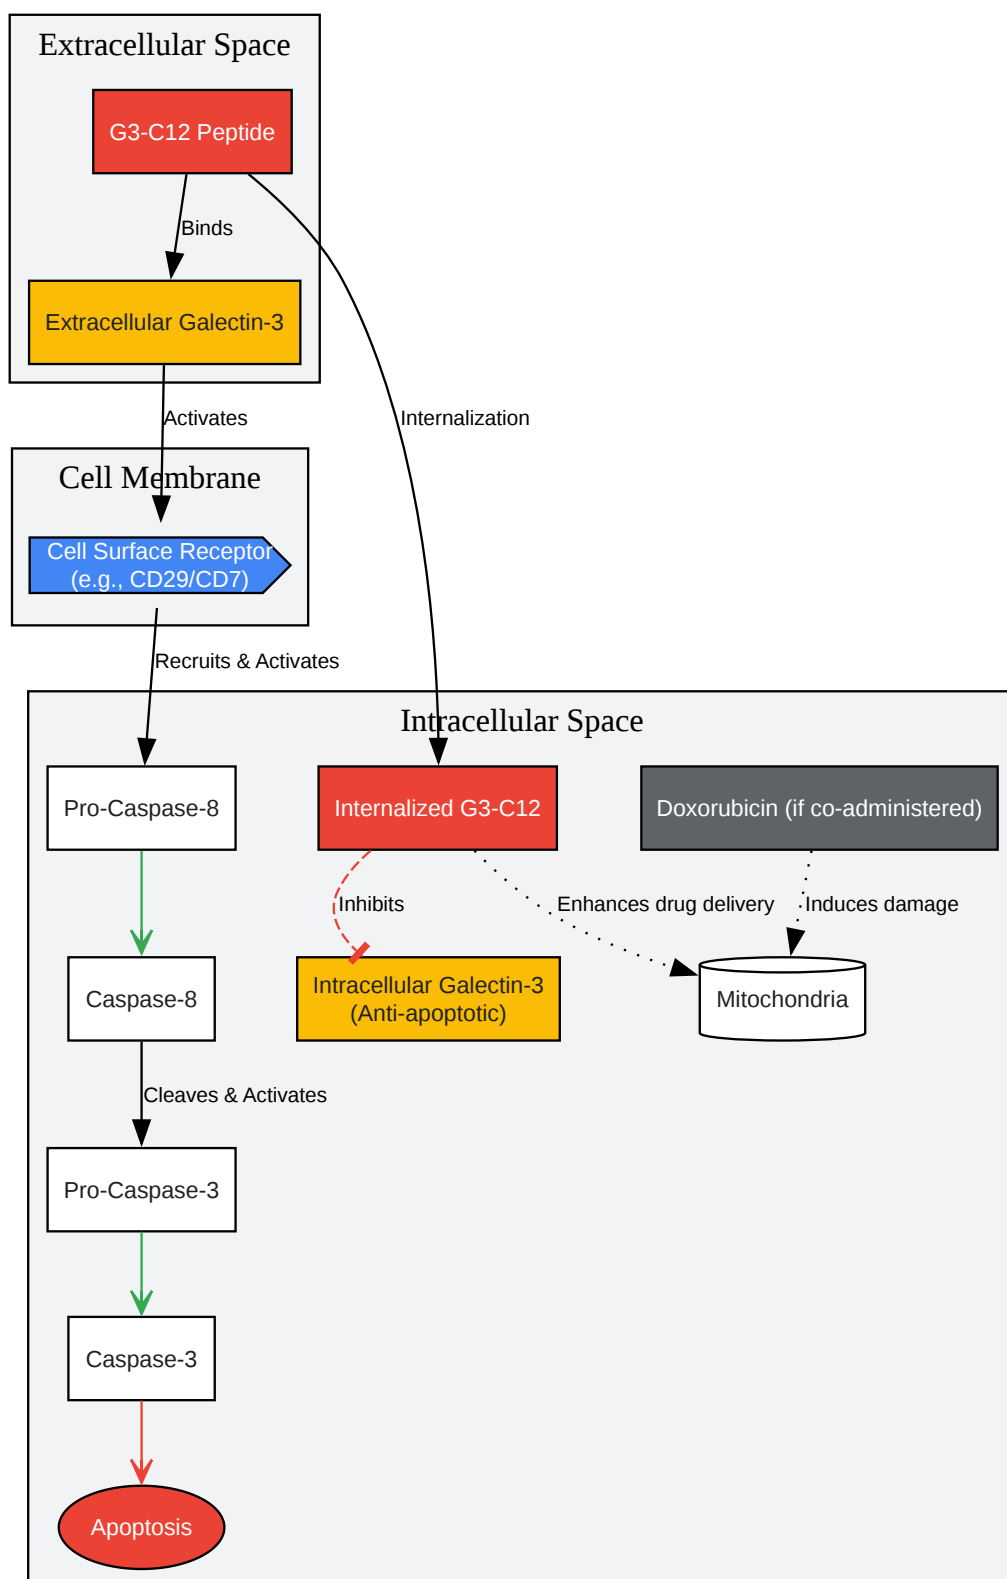 Extracellular Space
G3-C12 Peptide
Binds
Extracellular Galectin-3
Activates
Internalization
Cell Membrane
Cell Surface Receptor
(e.g., CD29/CD7)
Recruits & Activates
Intracellular Space
Pro-Caspase-8
Internalized G3-C12
Doxorubicin (if co-administered)
Inhibits
Enhances drug delivery
Induces damage
Caspase-8
Intracellular Galectin-3
(Anti-apoptotic)
Mitochondria
Cleaves & Activates
Pro-Caspase-3
Caspase-3
Apoptosis